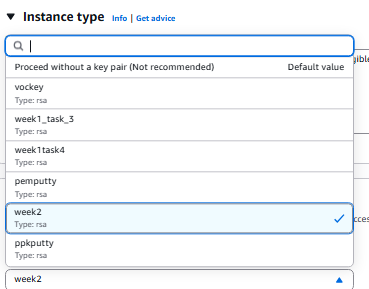 ▼ Instance type Info | Get advice
Proceed without a key pair (Not recommended) Default value
vockey
Type: rsa
week1_task_3
Type: rsa
week1task4
Type: rsa
pemputty
Type: rsa
week2
Type: rsa
ppkputty
Type: rsa
week2